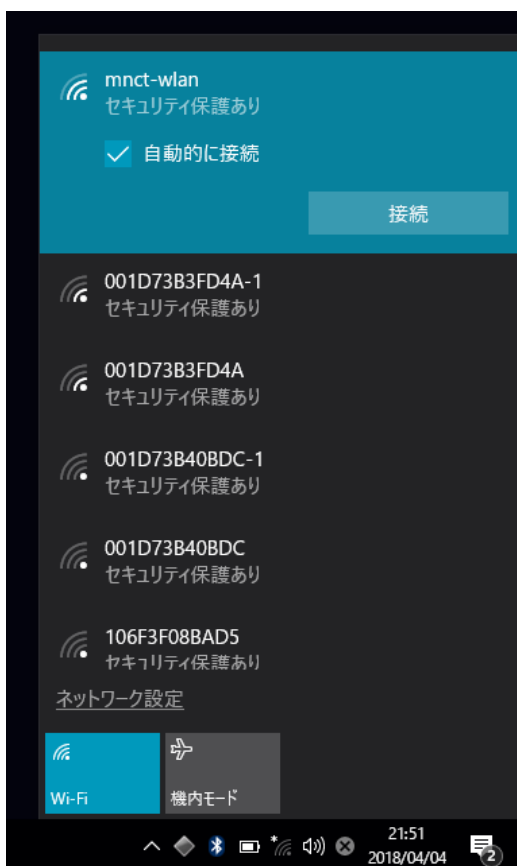 mnct-wlan
セキュリティ保護あり
自動的に接続
接続
001D73B3FD4A-1
セキュリティ保護あり
001D73B3FD4A
セキュリティ保護あり
001D73B40BDC-1
セキュリティ保護あり
001D73B40BDC
セキュリティ保護あり
106F3F08BAD5
セキュリティ保護あり
ネットワーク設定
Wi-Fi
機内モード
21:51
2018/04/04
2